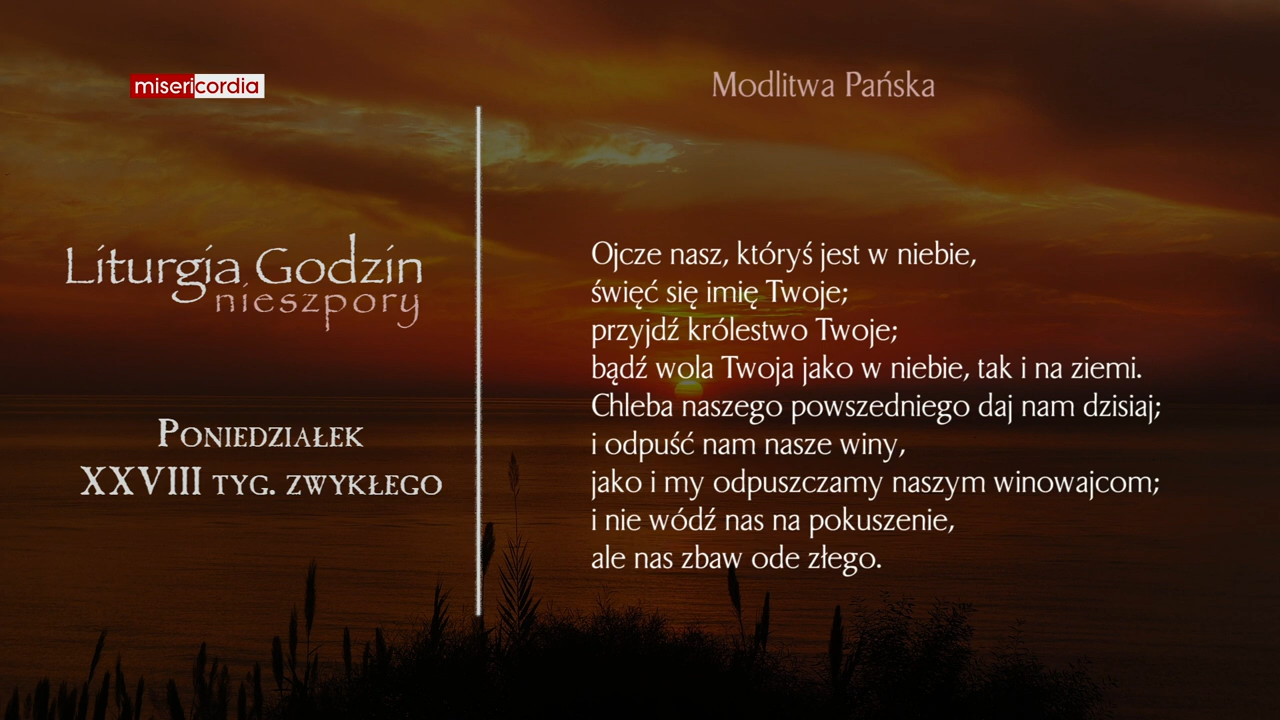 misericordia
Liturgia Godzin
nieszpory
Poniedziałek
XXVIII tyg. zwykłego
Modlitwa Pańska
Ojcze nasz, któryś jest w niebie,
święć się imię Twoje;
przyjdź królestwo Twoje;
bądź wola Twoja jako w niebie, tak i na ziemi.
Chleba naszego powszedniego daj nam dzisiaj;
i odpuść nam nasze winy,
jako i my odpuszczamy naszym winowajcom;
i nie wódź nas na pokuszenie,
ale nas zbaw ode złego.